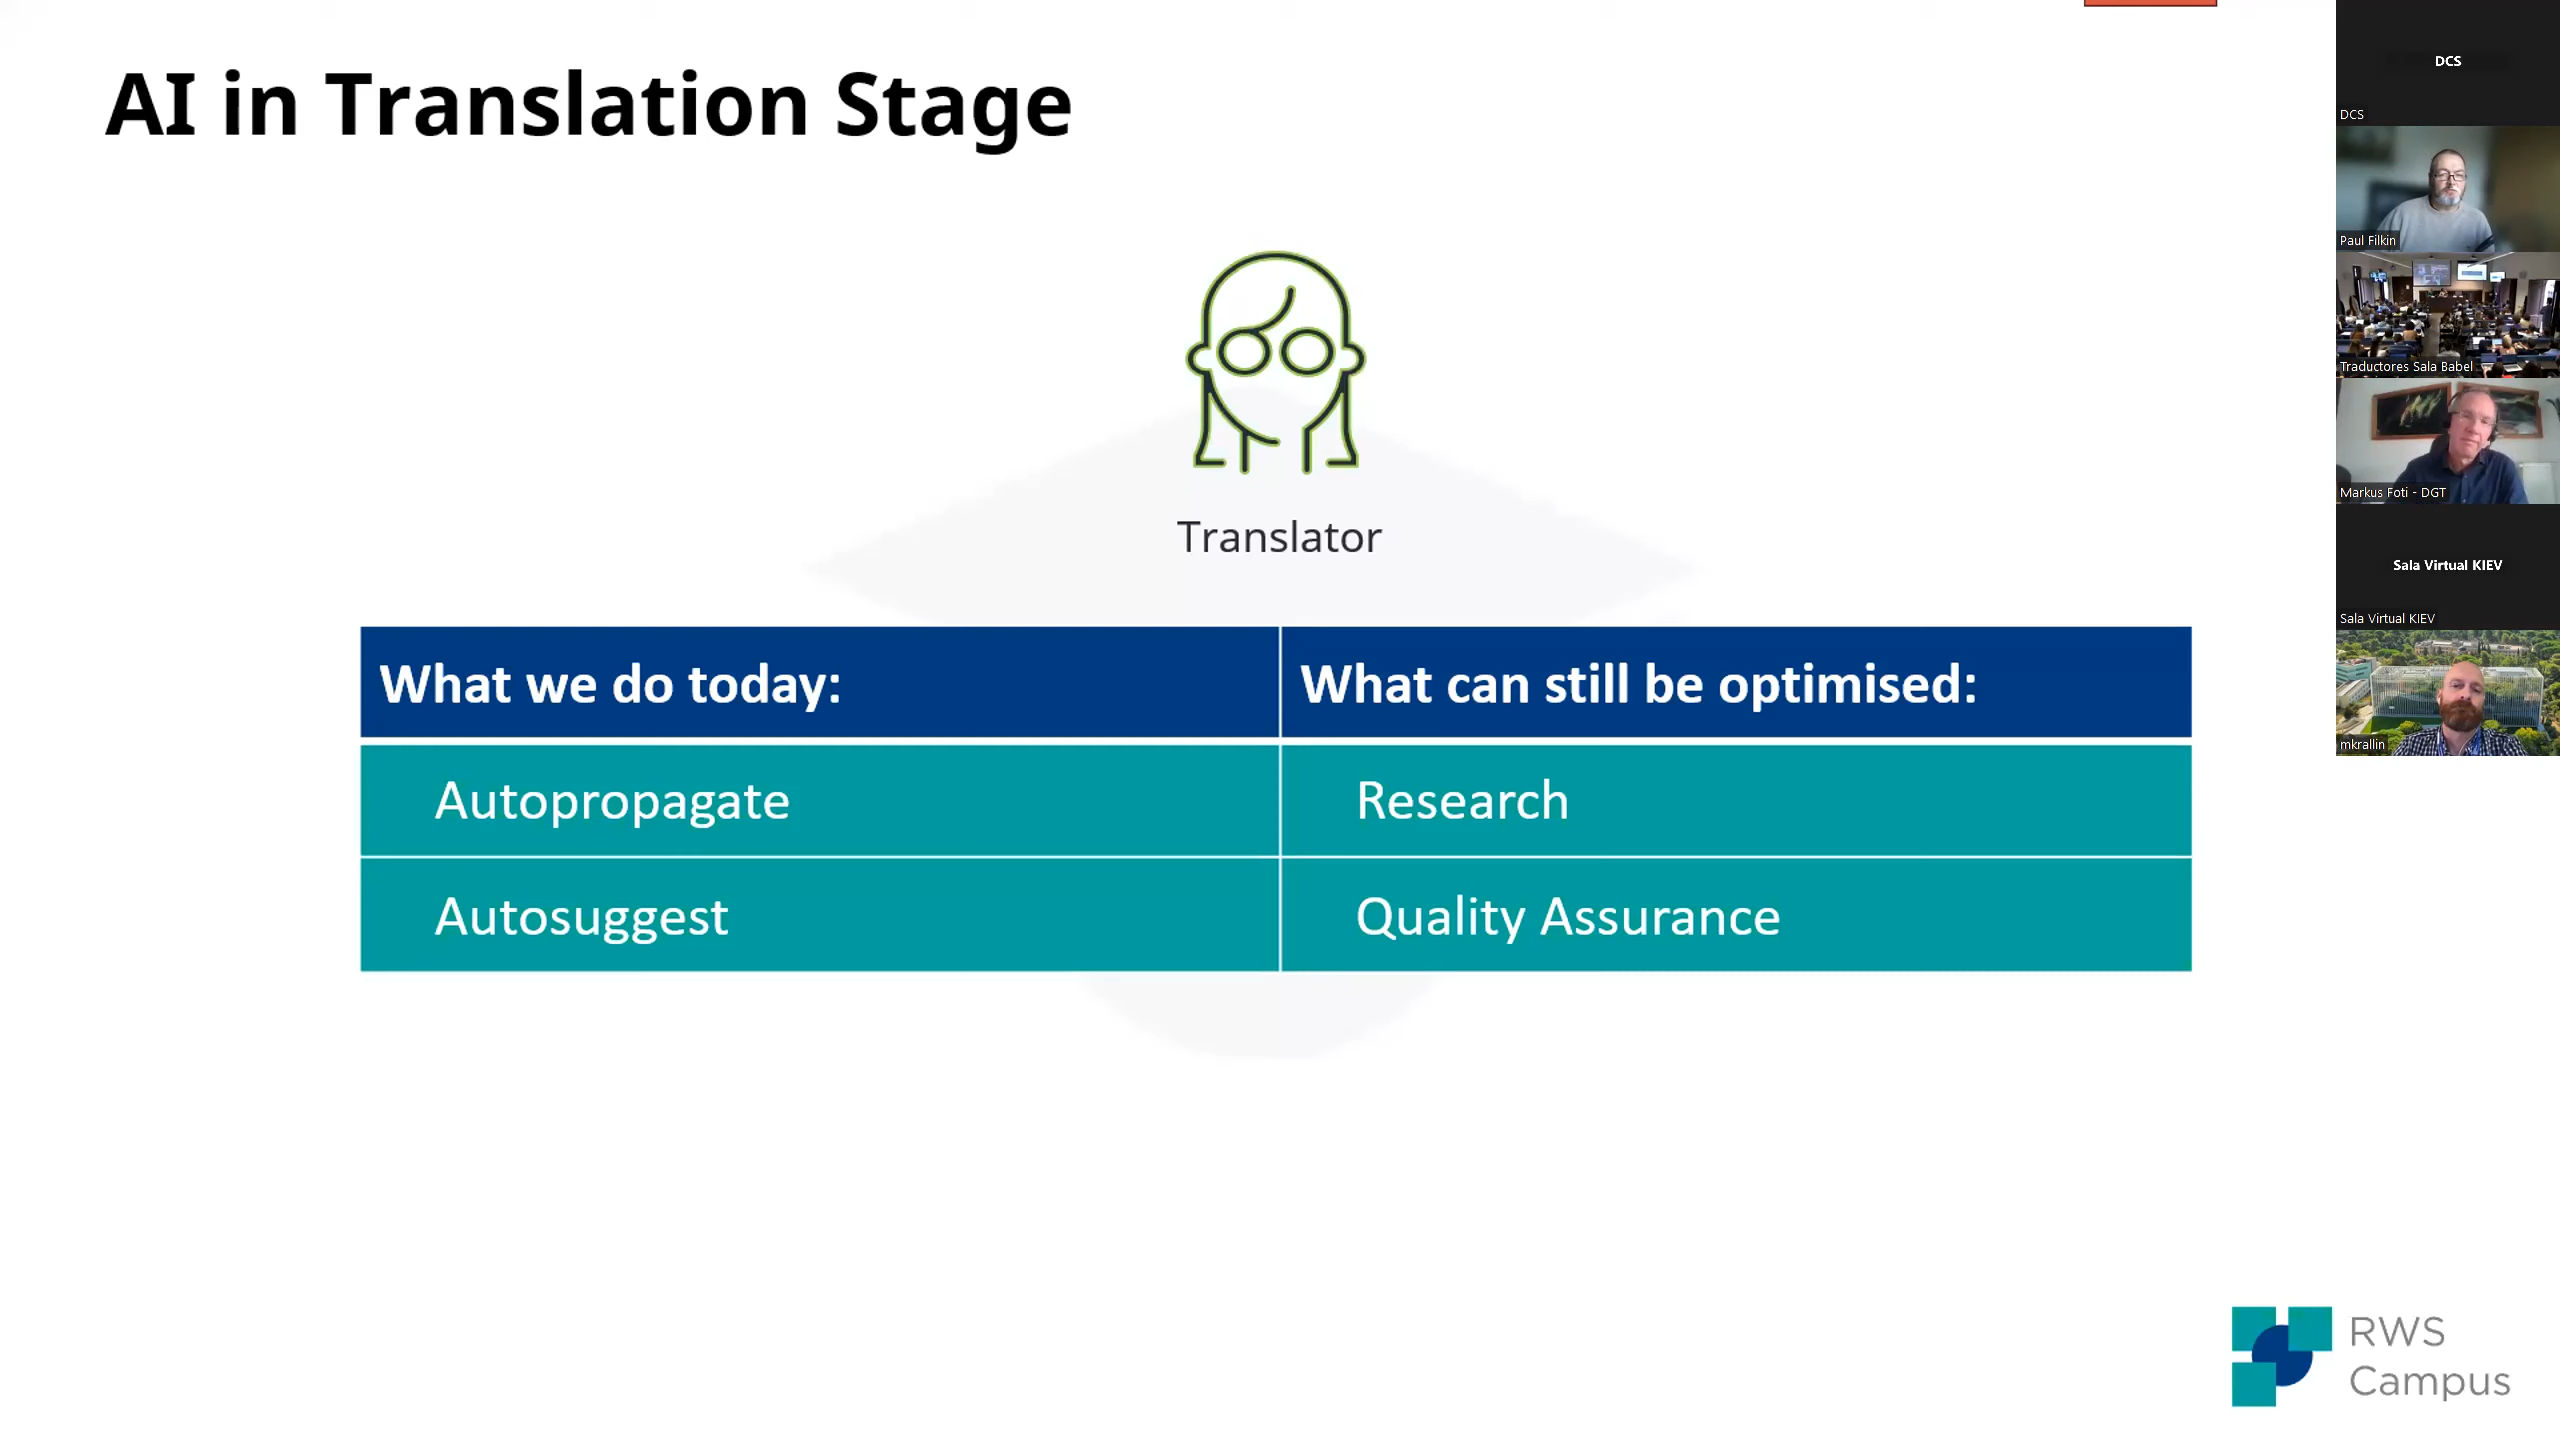 AI in Translation Stage
Translator
What we do today:
What can still be optimised:
Autopropagate
Research
Autosuggest
Quality Assurance
RWS
Campus
DCS
DCS
Paul Filkin
Traductores Sala Babel
Markus Foti - DGT
Sala Virtual KIEV
Sala Virtual KIEV
mkrallin